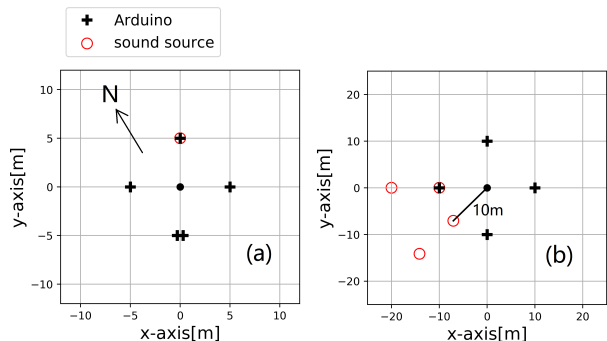 Arduino
sound source
N
10
5
0
−5
−10
y-axis[m]
−10 −5 0 5 10
x-axis[m]
(a)
20
10
0
−10
−20
y-axis[m]
−20 −10 0 10 20
x-axis[m]
10m
(b)